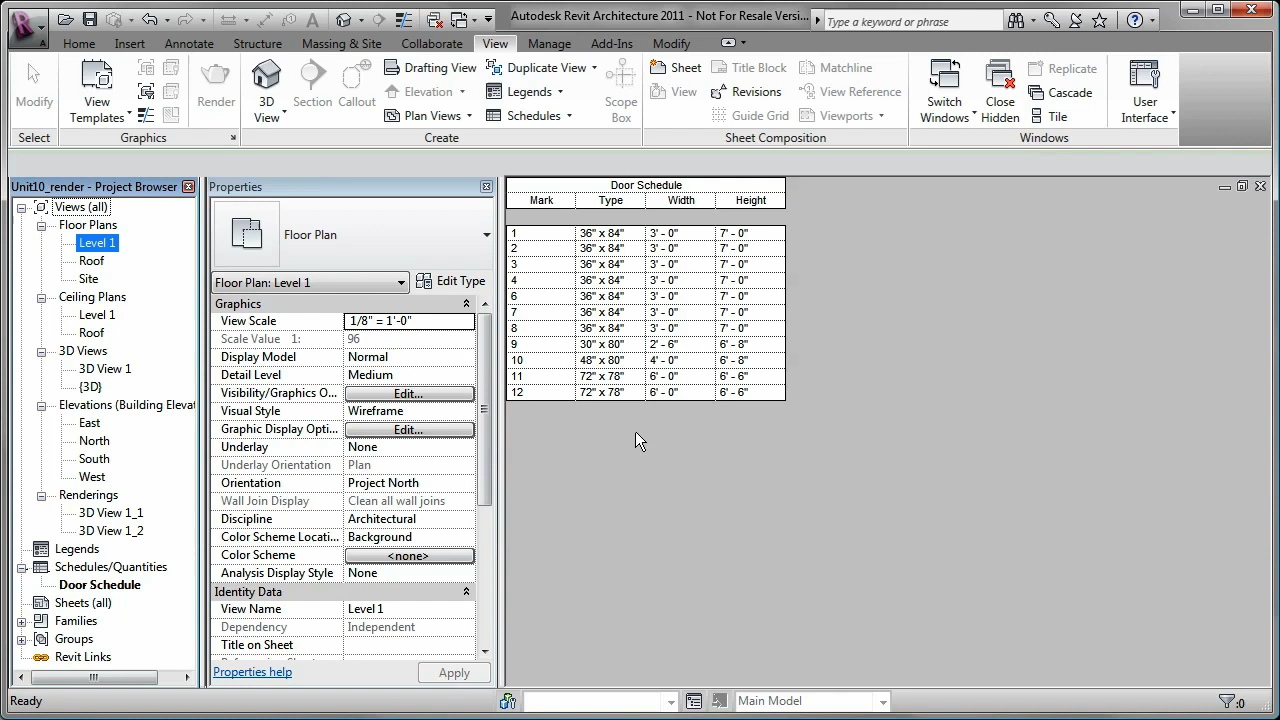 Autodesk Revit Architecture 2011 - Not For Resale Versi...
Type a keyword or phrase
Home Insert Annotate Structure Massing & Site Collaborate View Manage Add-Ins Modify
Modify
View Templates
Render
3D View
Section
Callout
Drafting View
Elevation
Plan Views
Duplicate View
Legends
Schedules
Scope Box
Sheet
View
Title Block
Revisions
Guide Grid
Matchline
View Reference
Viewports
Switch Windows
Close Hidden
Replicate
Cascade
Tile
User Interface
Select Graphics Create Sheet Composition Windows
Unit10_render - Project Browser
Views (all)
Floor Plans
Level 1
Roof
Site
Ceiling Plans
Level 1
Roof
3D Views
3D View 1
{3D}
Elevations (Building Elevat
East
North
South
West
Renderings
3D View 1_1
3D View 1_2
Legends
Schedules/Quantities
Door Schedule
Sheets (all)
Families
Groups
Revit Links
Properties
Floor Plan
Floor Plan: Level 1 Edit Type
Graphics
View Scale 1/8" = 1'-0"
Scale Value 1: 96
Display Model Normal
Detail Level Medium
Visibility/Graphics O... Edit...
Visual Style Wireframe
Graphic Display Opti... Edit...
Underlay None
Underlay Orientation Plan
Orientation Project North
Wall Join Display Clean all wall joins
Discipline Architectural
Color Scheme Locati... Background
Color Scheme <none>
Analysis Display Style None
Identity Data
View Name Level 1
Dependency Independent
Title on Sheet
Properties help Apply
Door Schedule
Mark Type Width Height
1 36" x 84" 3' - 0" 7' - 0"
2 36" x 84" 3' - 0" 7' - 0"
3 36" x 84" 3' - 0" 7' - 0"
4 36" x 84" 3' - 0" 7' - 0"
6 36" x 84" 3' - 0" 7' - 0"
7 36" x 84" 3' - 0" 7' - 0"
8 36" x 84" 3' - 0" 7' - 0"
9 30" x 80" 2' - 6" 6' - 8"
10 48" x 80" 4' - 0" 6' - 8"
11 72" x 78" 6' - 0" 6' - 6"
12 72" x 78" 6' - 0" 6' - 6"
Ready
Main Model
:0